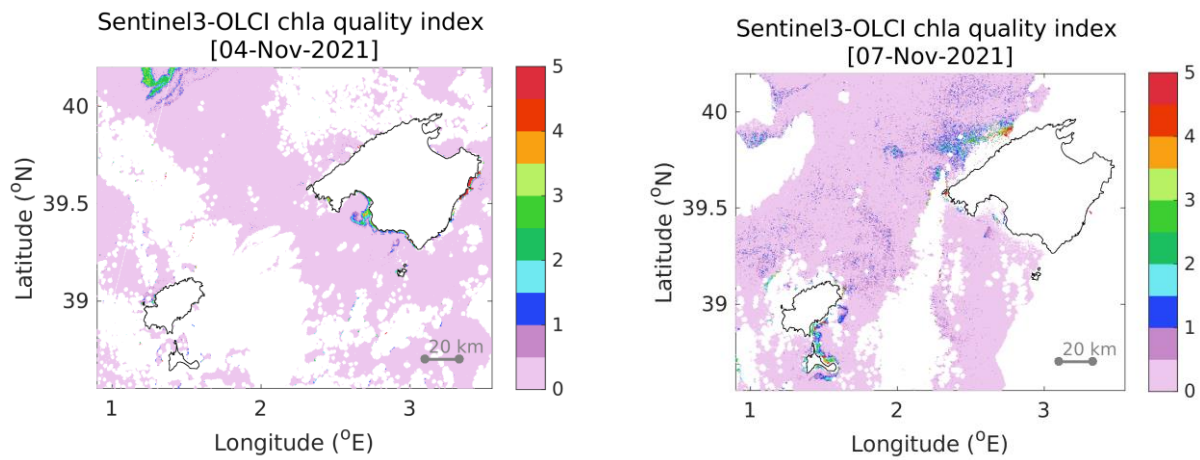 Sentinel3-OLCI chla quality index
[04-Nov-2021]
40
39.5
39
Latitude (°N)
1
2
3
Longitude (°E)
20 km
5
4
3
2
1
0
Sentinel3-OLCI chla quality index
[07-Nov-2021]
40
39.5
39
Latitude (°N)
1
2
3
Longitude (°E)
20 km
5
4
3
2
1
0